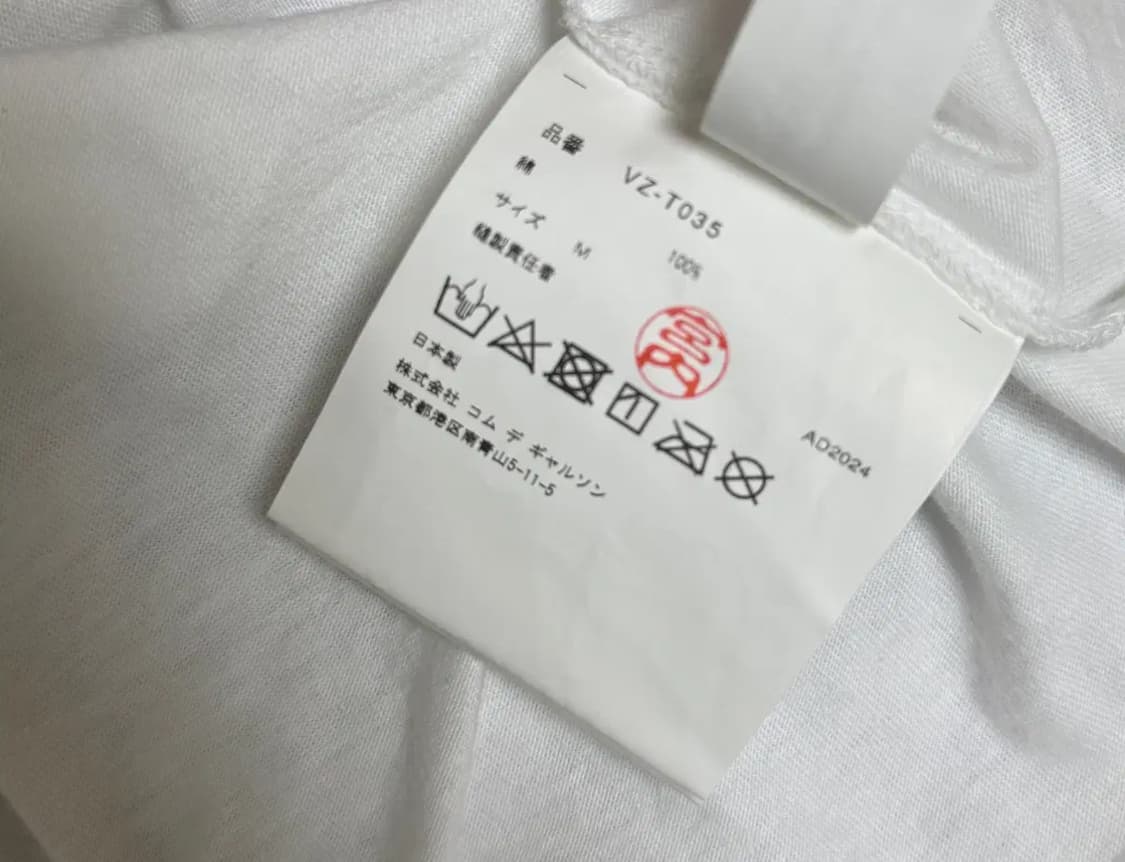 品番 VZ-T035
綿 100%
サイズ M
縫製責任者
AD2024
日本製
株式会社 コム デ ギャルソン
東京都港区南青山5-11-5